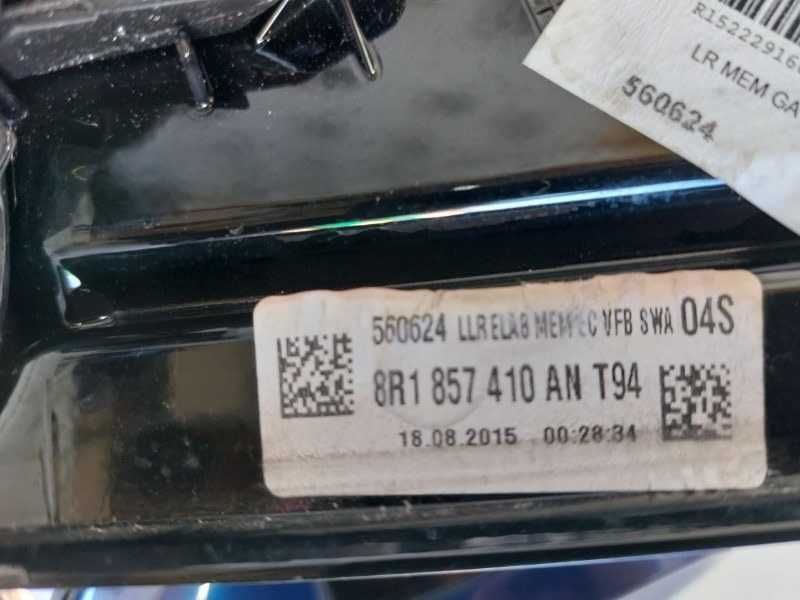 R15222916
LR MEM GA
560624
560624 LLR ELAB MEM EC VFB SWA 04S
8R1 857 410 AN T94
18.08.2015 00:28:34